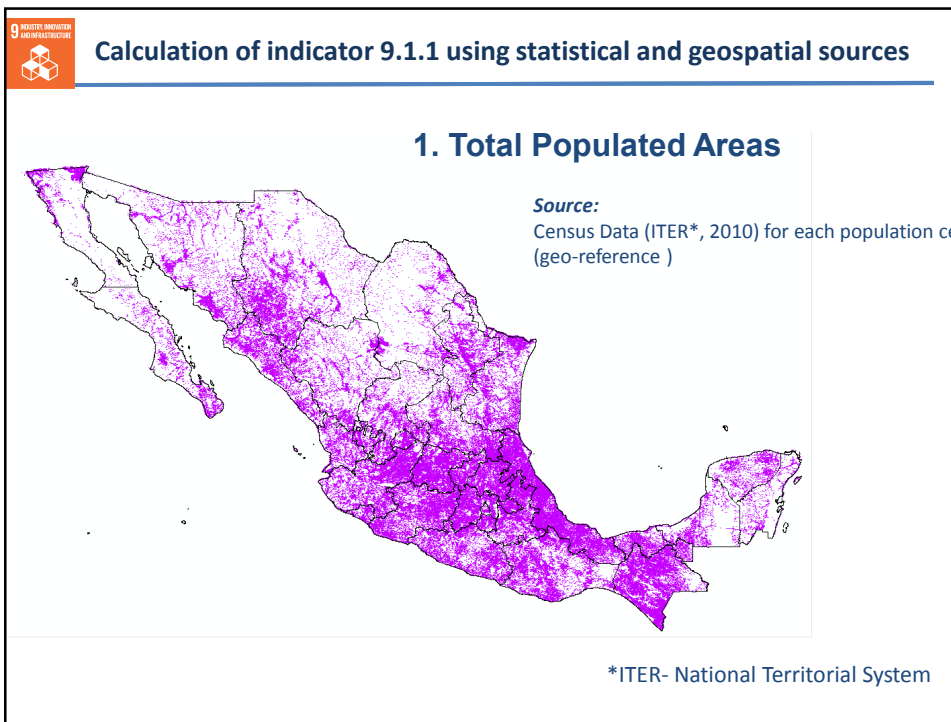 9 INDUSTRY, INNOVATION
AND INFRASTRUCTURE
Calculation of indicator 9.1.1 using statistical and geospatial sources
1. Total Populated Areas
Source:
Census Data (ITER*, 2010) for each population ce
(geo-reference )
*ITER- National Territorial System